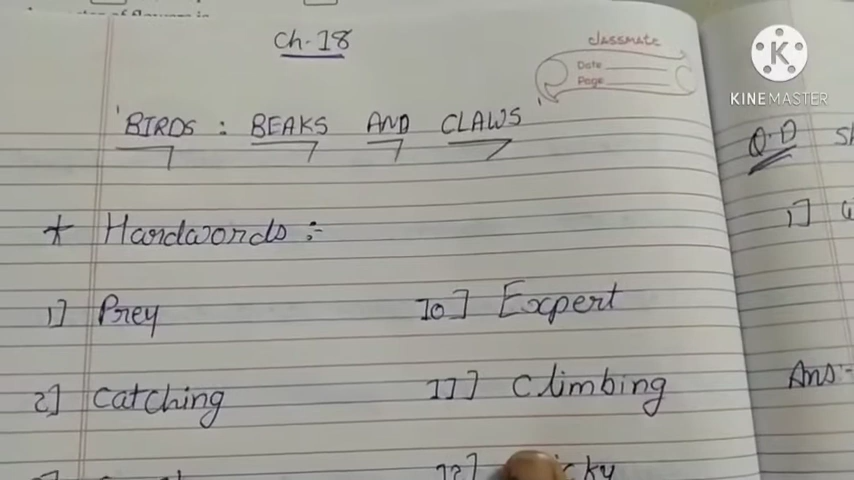 Ch. 18
classmate
Date
Page
KINEMASTER
'BIRDS : BEAKS AND CLAWS'
Q.D
* Hardwords :-
1]
1] Prey
10] Expert
2] catching
11] climbing
Ans:-
12]